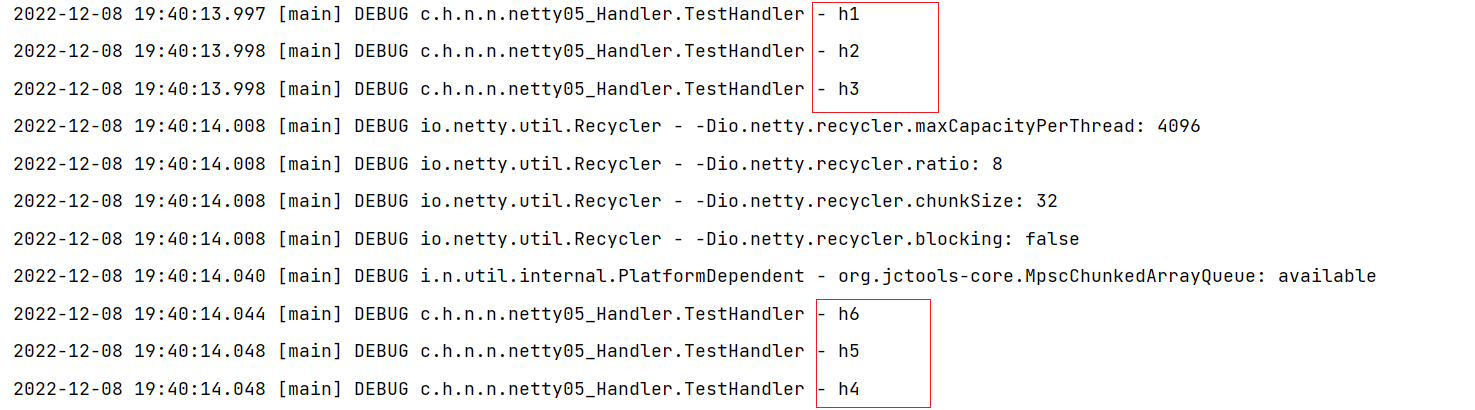 2022-12-08 19:40:13.997 [main] DEBUG c.h.n.n.netty05_Handler.TestHandler - h1
2022-12-08 19:40:13.998 [main] DEBUG c.h.n.n.netty05_Handler.TestHandler - h2
2022-12-08 19:40:13.998 [main] DEBUG c.h.n.n.netty05_Handler.TestHandler - h3
2022-12-08 19:40:14.008 [main] DEBUG io.netty.util.Recycler - -Dio.netty.recycler.maxCapacityPerThread: 4096
2022-12-08 19:40:14.008 [main] DEBUG io.netty.util.Recycler - -Dio.netty.recycler.ratio: 8
2022-12-08 19:40:14.008 [main] DEBUG io.netty.util.Recycler - -Dio.netty.recycler.chunkSize: 32
2022-12-08 19:40:14.008 [main] DEBUG io.netty.util.Recycler - -Dio.netty.recycler.blocking: false
2022-12-08 19:40:14.040 [main] DEBUG i.n.util.internal.PlatformDependent - org.jctools-core.MpscChunkedArrayQueue: available
2022-12-08 19:40:14.044 [main] DEBUG c.h.n.n.netty05_Handler.TestHandler - h6
2022-12-08 19:40:14.048 [main] DEBUG c.h.n.n.netty05_Handler.TestHandler - h5
2022-12-08 19:40:14.048 [main] DEBUG c.h.n.n.netty05_Handler.TestHandler - h4